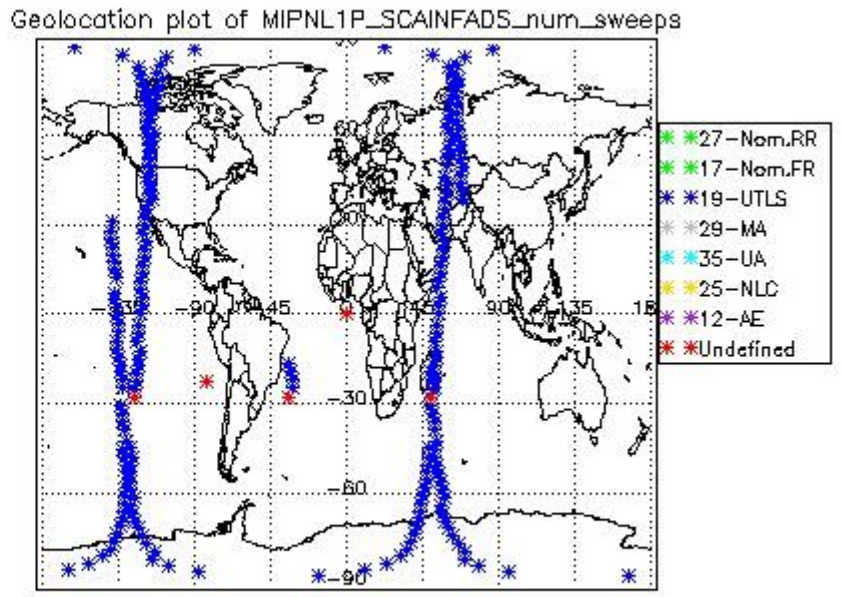 Geolocation plot of MIPNL1P_SCAINFADS_num_sweeps
27-Nom.RR
17-Nom.FR
19-UTLS
29-MA
35-UA
25-NLC
12-AE
Undefined
60
-90
-45
45
90
135
-30
-60
-90